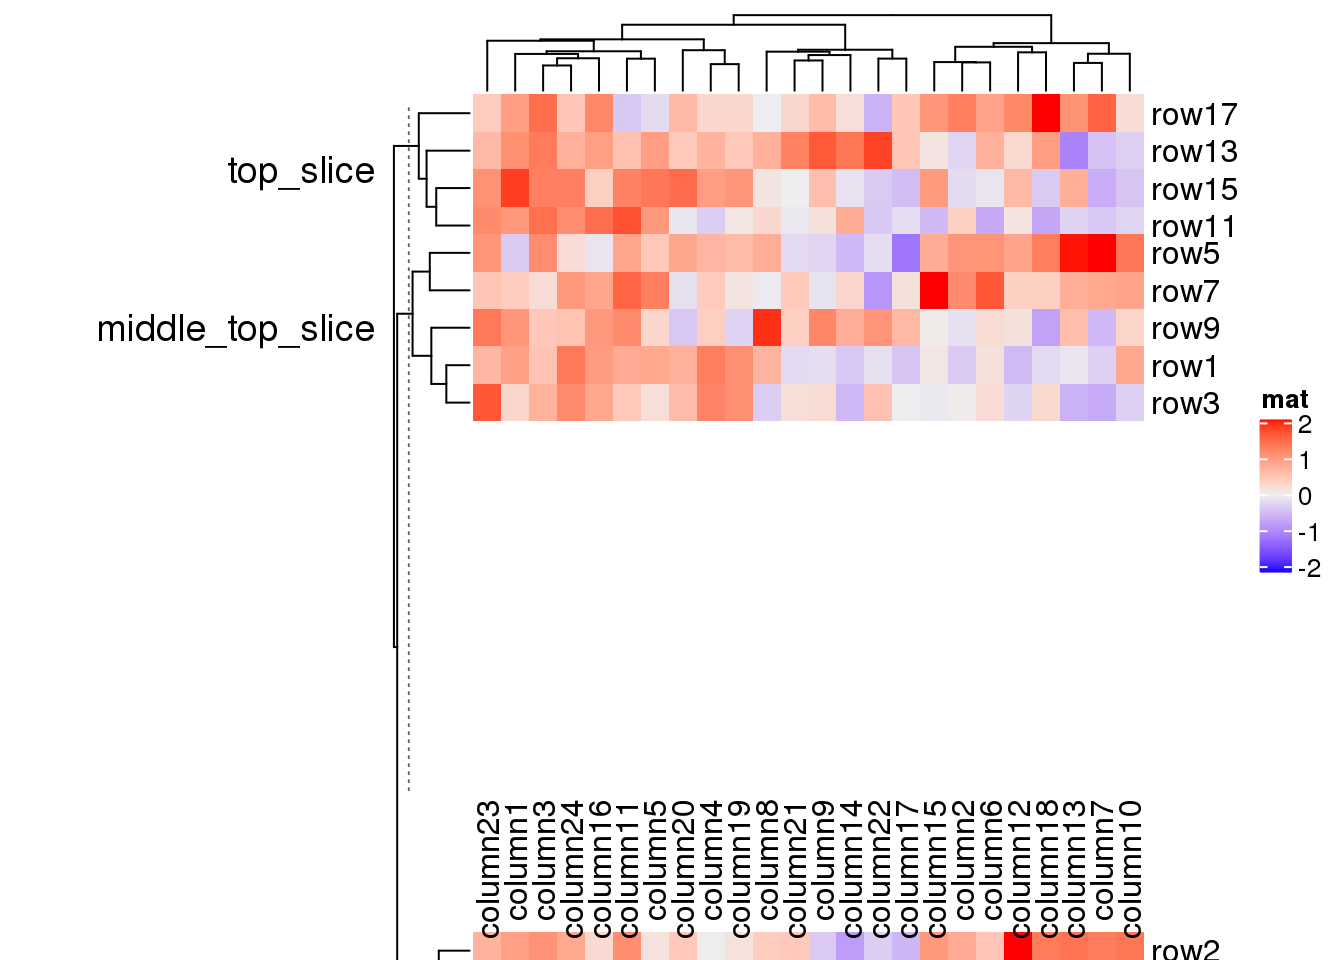 top_slice
middle_top_slice
row17
row13
row15
row11
row5
row7
row9
row1
row3
mat
2
1
0
-1
-2
column23
column1
column3
column24
column16
column11
column5
column20
column4
column19
column8
column21
column9
column14
column22
column17
column15
column2
column6
column12
column18
column13
column7
column10
row2